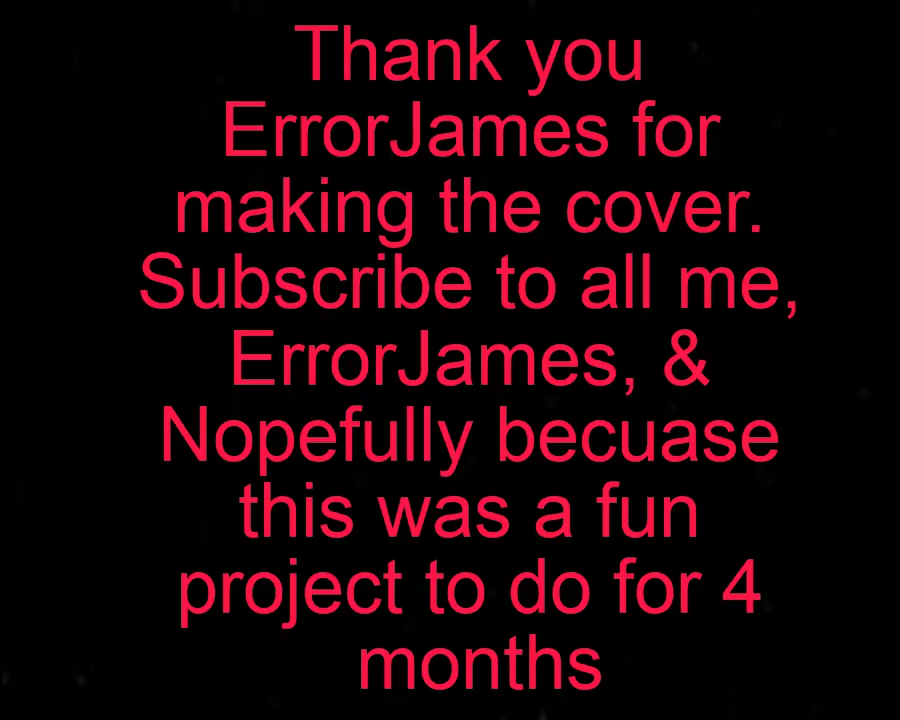 Thank you
ErrorJames for
making the cover.
Subscribe to all me,
ErrorJames, &
Nopefully becuase
this was a fun
project to do for 4
months